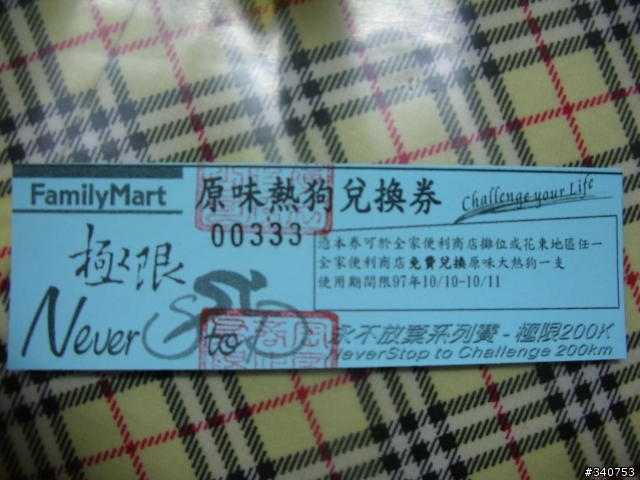 FamilyMart
原味熱狗兌換券
Challenge your Life
00333
憑本券可於全家便利商店攤位或花東地區任一
全家便利商店免費兌換原味大熱狗一支
使用期間限97年10/10-10/11
極限
Never to
永不放棄系列賽-極限200K
NeverStop to Challenge 200km
#340753